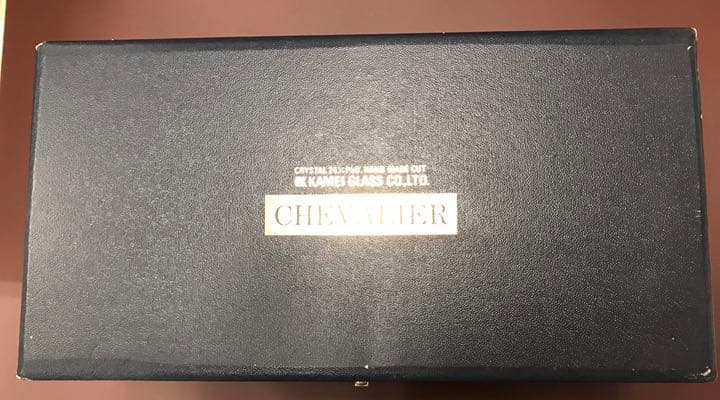 CRYSTAL 24% PbO. HAND MADE CUT
KAMEI GLASS CO.,LTD.
CHEVALIER